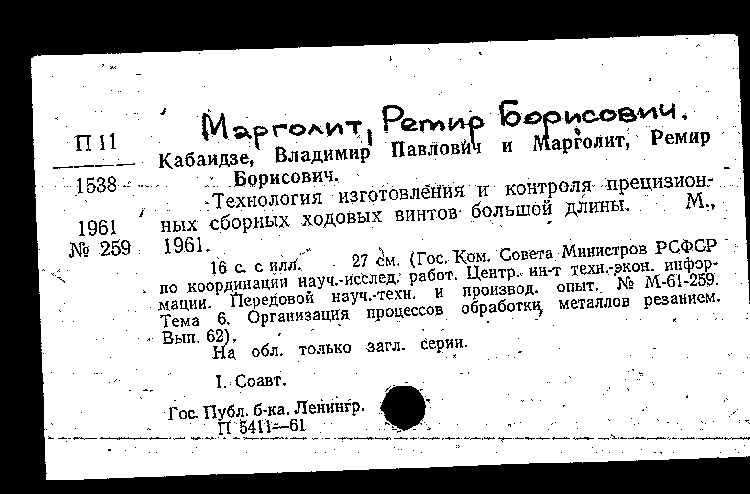 Марголит, Ремир Борисович.
П 11
Кабаидзе, Владимир Павлович и Марголит, Ремир
1538
Борисович.
Технология изготовления и контроля прецизион-
1961
ных сборных ходовых винтов большой длины. М.,
№ 259
1961.
16 с. с илл. 27 см. (Гос. Ком. Совета Министров РСФСР
по координации науч.-исслед. работ. Центр. ин-т техн.-экон. инфор-
мации. Передовой науч.-техн. и производ. опыт. № М-61-259.
Тема 6. Организация процессов обработки металлов резанием.
Вып. 62).
На обл. только загл. серии.
I. Соавт.
Гос. Публ. б-ка. Ленингр.
П 5411—61